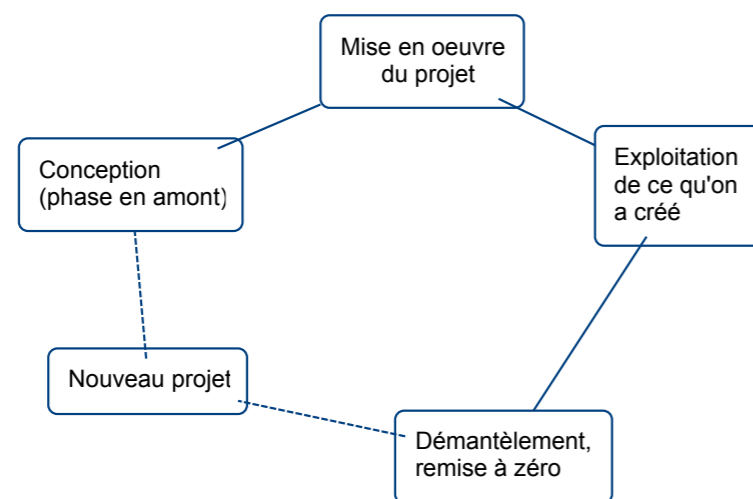 Mise en oeuvre
du projet
Conception
(phase en amont)
Exploitation
de ce qu'on
a créé
Nouveau projet
Démantèlement,
remise à zéro